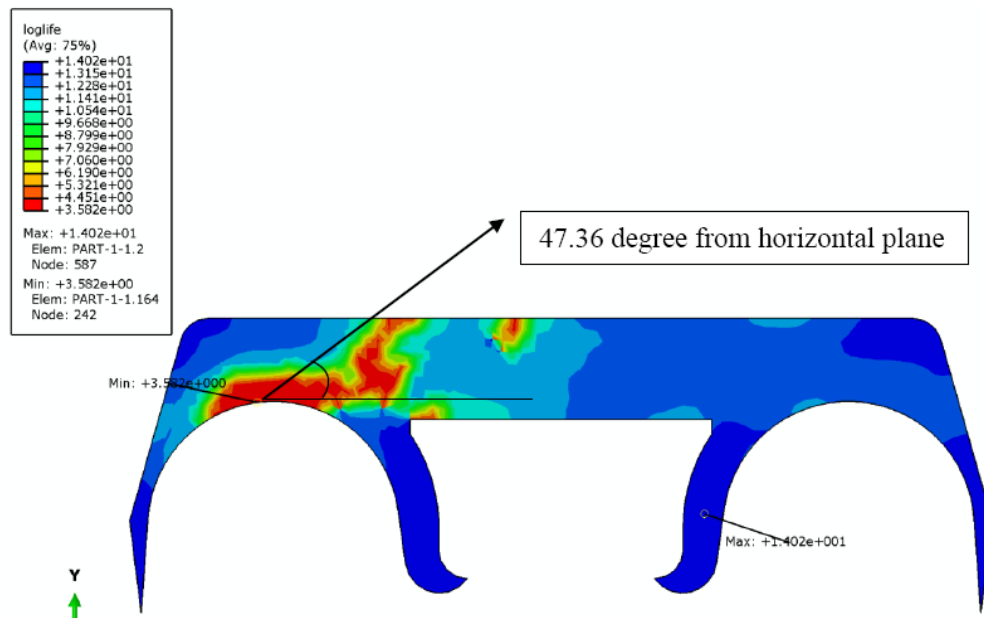 loglife
(Avg: 75%)
+1.402e+01
+1.315e+01
+1.228e+01
+1.141e+01
+1.054e+01
+9.668e+00
+8.799e+00
+7.929e+00
+7.060e+00
+6.190e+00
+5.321e+00
+4.451e+00
+3.582e+00
Max: +1.402e+01
Elem: PART-1-1.2
Node: 587
Min: +3.582e+00
Elem: PART-1-1.164
Node: 242
47.36 degree from horizontal plane
Min: +3.582e+000
Max: +1.402e+001
Y